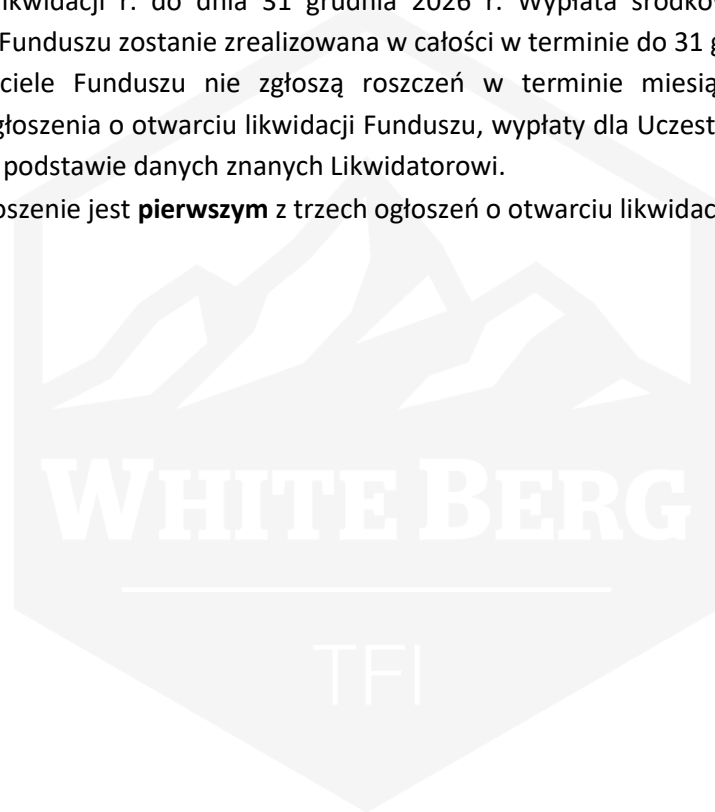 ikwidacji r. do dnia 31 grudnia 2026 r. Wypłata środków
Funduszu zostanie zrealizowana w całości w terminie do 31 g
ciele Funduszu nie zgłoszą roszczeń w terminie miesią
głoszenia o otwarciu likwidacji Funduszu, wypłaty dla Uczest
podstawie danych znanych Likwidatorowi.
oszenie jest pierwszym z trzech ogłoszeń o otwarciu likwidac
WHITE BERG
TFI